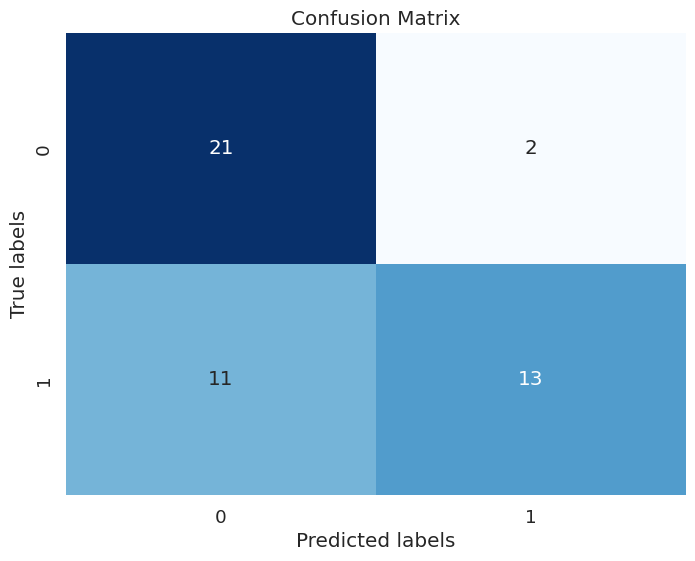 Confusion Matrix
True labels
0
21
2
1
11
13
0
1
Predicted labels